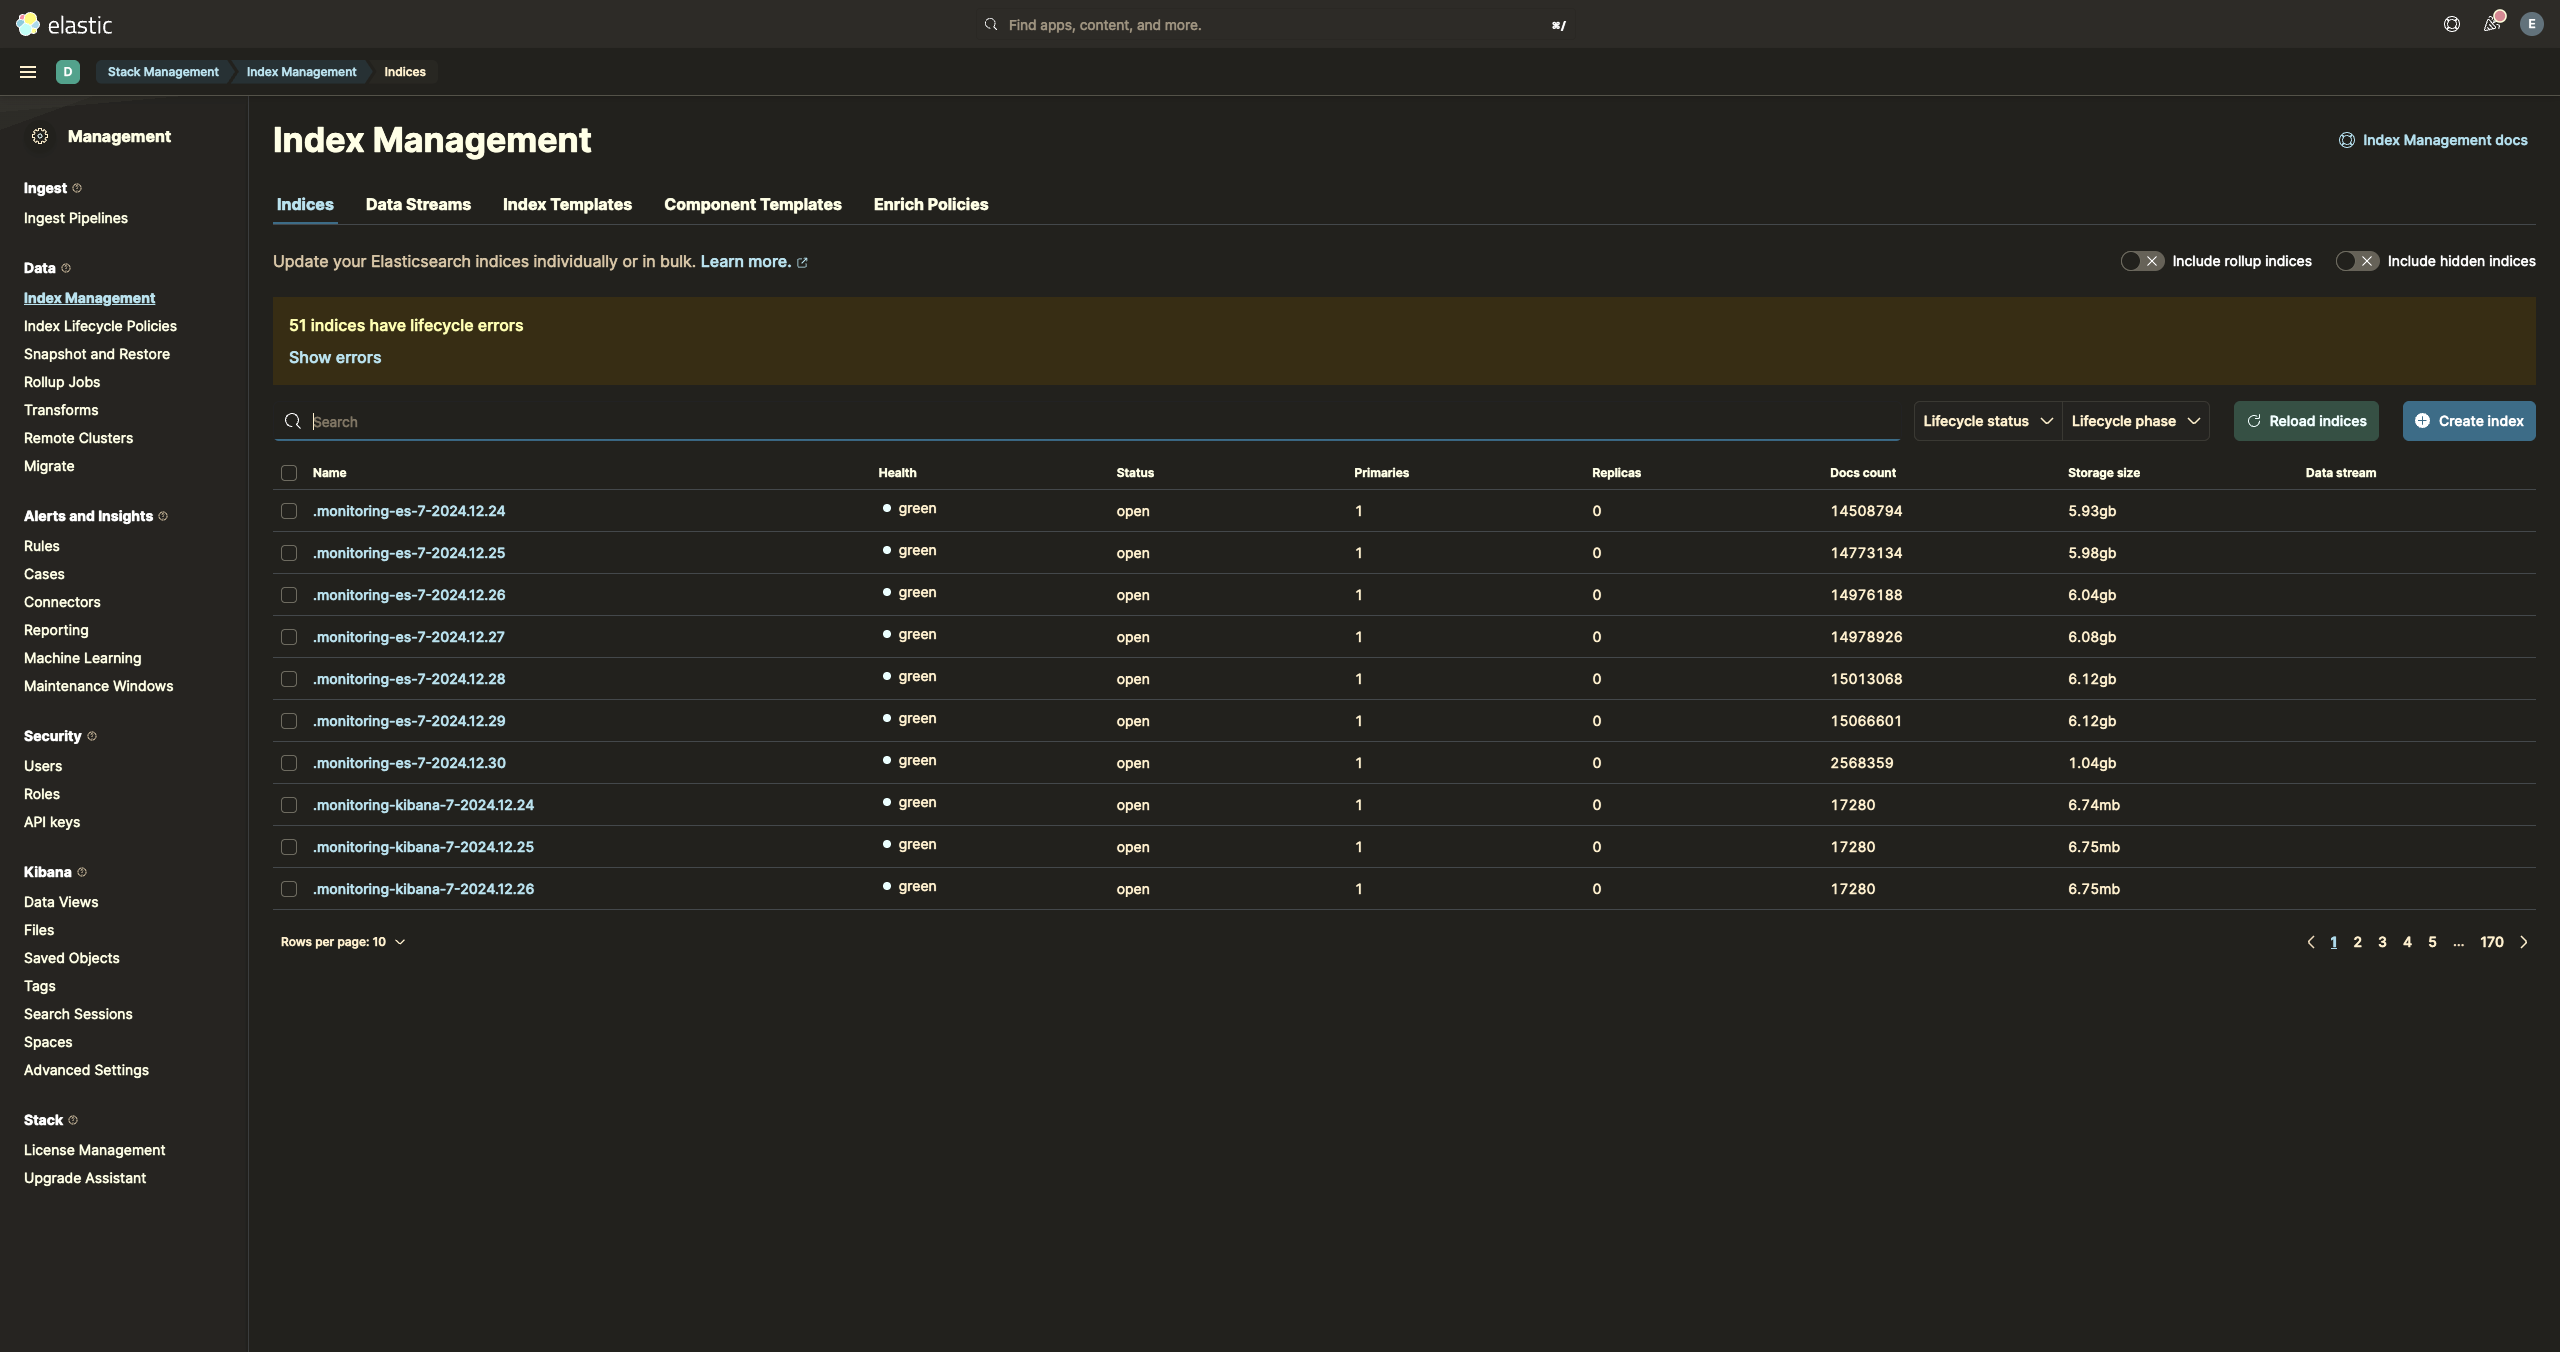 elastic
Find apps, content, and more.
⌘/
E
D
Stack Management
Index Management
Indices
Management
Ingest
Ingest Pipelines
Data
Index Management
Index Lifecycle Policies
Snapshot and Restore
Rollup Jobs
Transforms
Remote Clusters
Migrate
Alerts and Insights
Rules
Cases
Connectors
Reporting
Machine Learning
Maintenance Windows
Security
Users
Roles
API keys
Kibana
Data Views
Files
Saved Objects
Tags
Search Sessions
Spaces
Advanced Settings
Stack
License Management
Upgrade Assistant
Index Management
Index Management docs
Indices Data Streams Index Templates Component Templates Enrich Policies
Update your Elasticsearch indices individually or in bulk. Learn more.
Include rollup indices
Include hidden indices
51 indices have lifecycle errors
Show errors
Search
Lifecycle status
Lifecycle phase
Reload indices
Create index
Name Health Status Primaries Replicas Docs count Storage size Data stream
.monitoring-es-7-2024.12.24 green open 1 0 14508794 5.93gb
.monitoring-es-7-2024.12.25 green open 1 0 14773134 5.98gb
.monitoring-es-7-2024.12.26 green open 1 0 14976188 6.04gb
.monitoring-es-7-2024.12.27 green open 1 0 14978926 6.08gb
.monitoring-es-7-2024.12.28 green open 1 0 15013068 6.12gb
.monitoring-es-7-2024.12.29 green open 1 0 15066601 6.12gb
.monitoring-es-7-2024.12.30 green open 1 0 2568359 1.04gb
.monitoring-kibana-7-2024.12.24 green open 1 0 17280 6.74mb
.monitoring-kibana-7-2024.12.25 green open 1 0 17280 6.75mb
.monitoring-kibana-7-2024.12.26 green open 1 0 17280 6.75mb
Rows per page: 10
1 2 3 4 5 ... 170